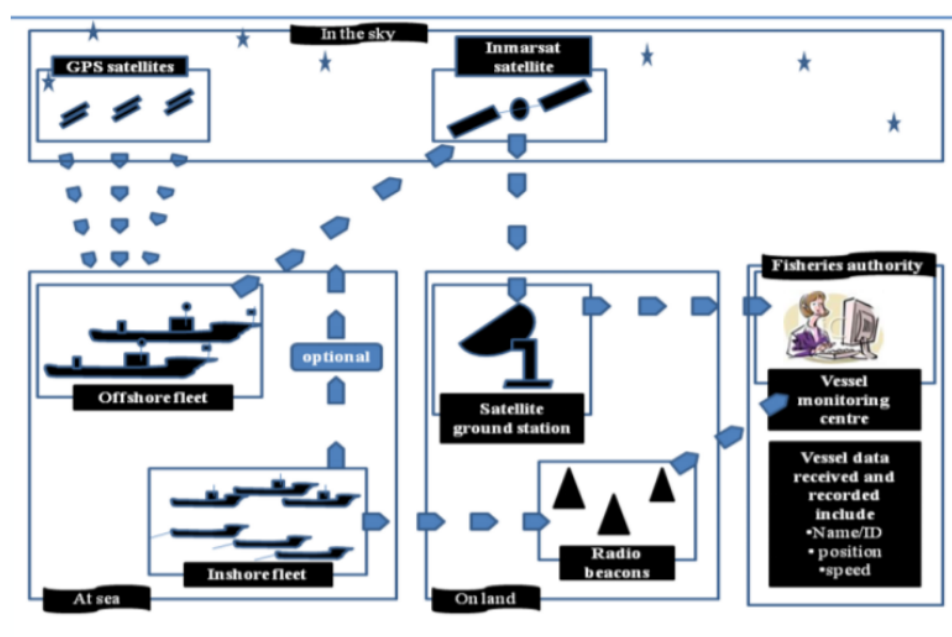 In the sky
GPS satellites
Inmarsat
satellite
Fisheries authority
optional
Offshore fleet
Satellite
ground station
Vessel
monitoring
centre
Vessel data
received and
recorded
include
•Name/ID
• position
•speed
Inshore fleet
Radio
beacons
At sea
On land